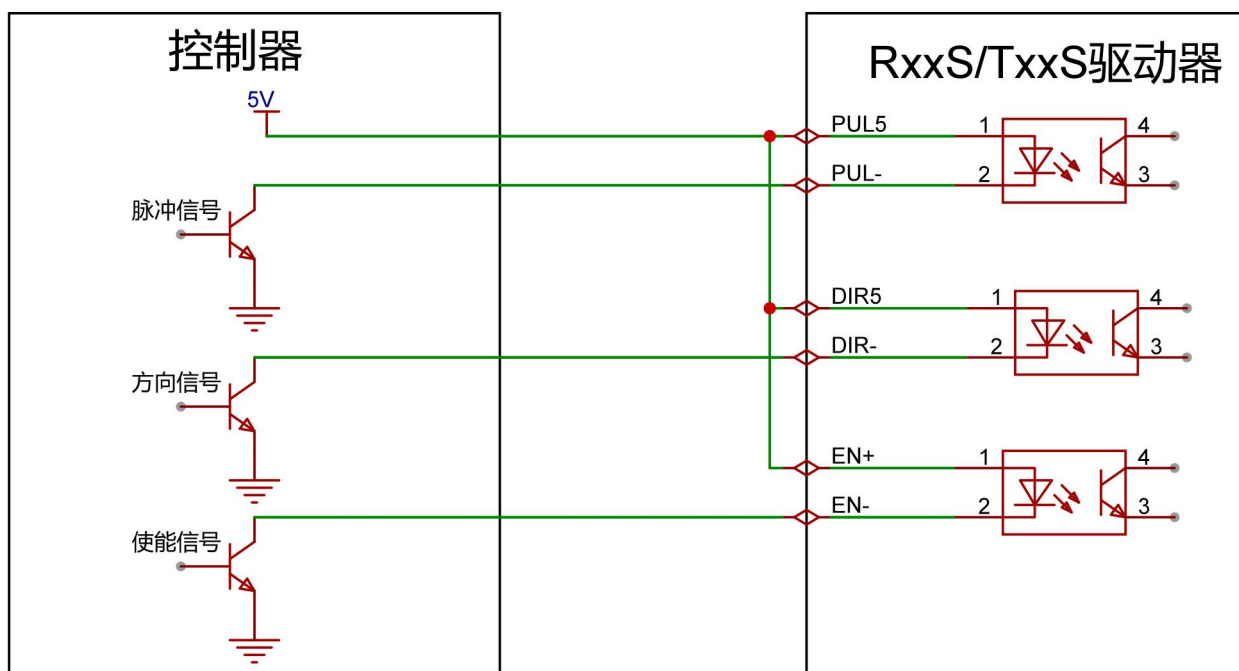 控制器
RxxS/TxxS驱动器
5V
PUL5
1
4
PUL-
2
3
脉冲信号
DIR5
1
4
DIR-
2
3
方向信号
EN+
1
4
EN-
2
3
使能信号